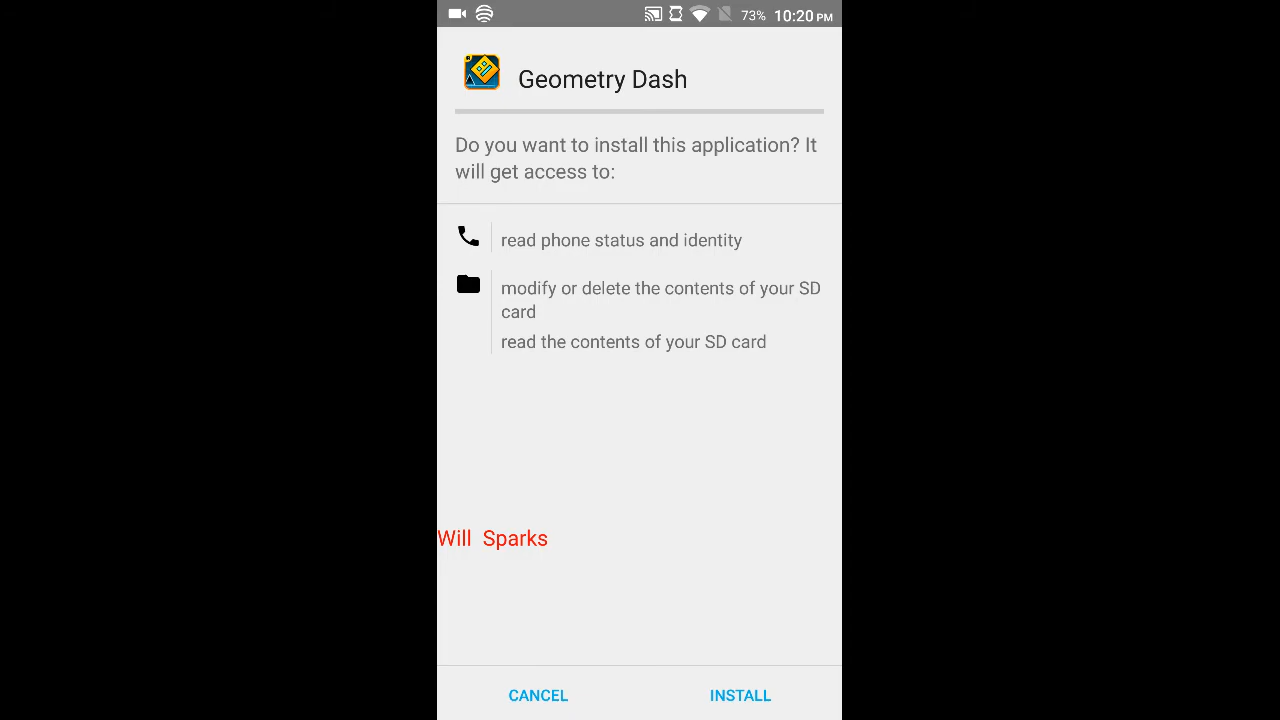 73% 10:20 PM
Geometry Dash
Do you want to install this application? It
will get access to:
read phone status and identity
modify or delete the contents of your SD
card
read the contents of your SD card
Will Sparks
CANCEL INSTALL